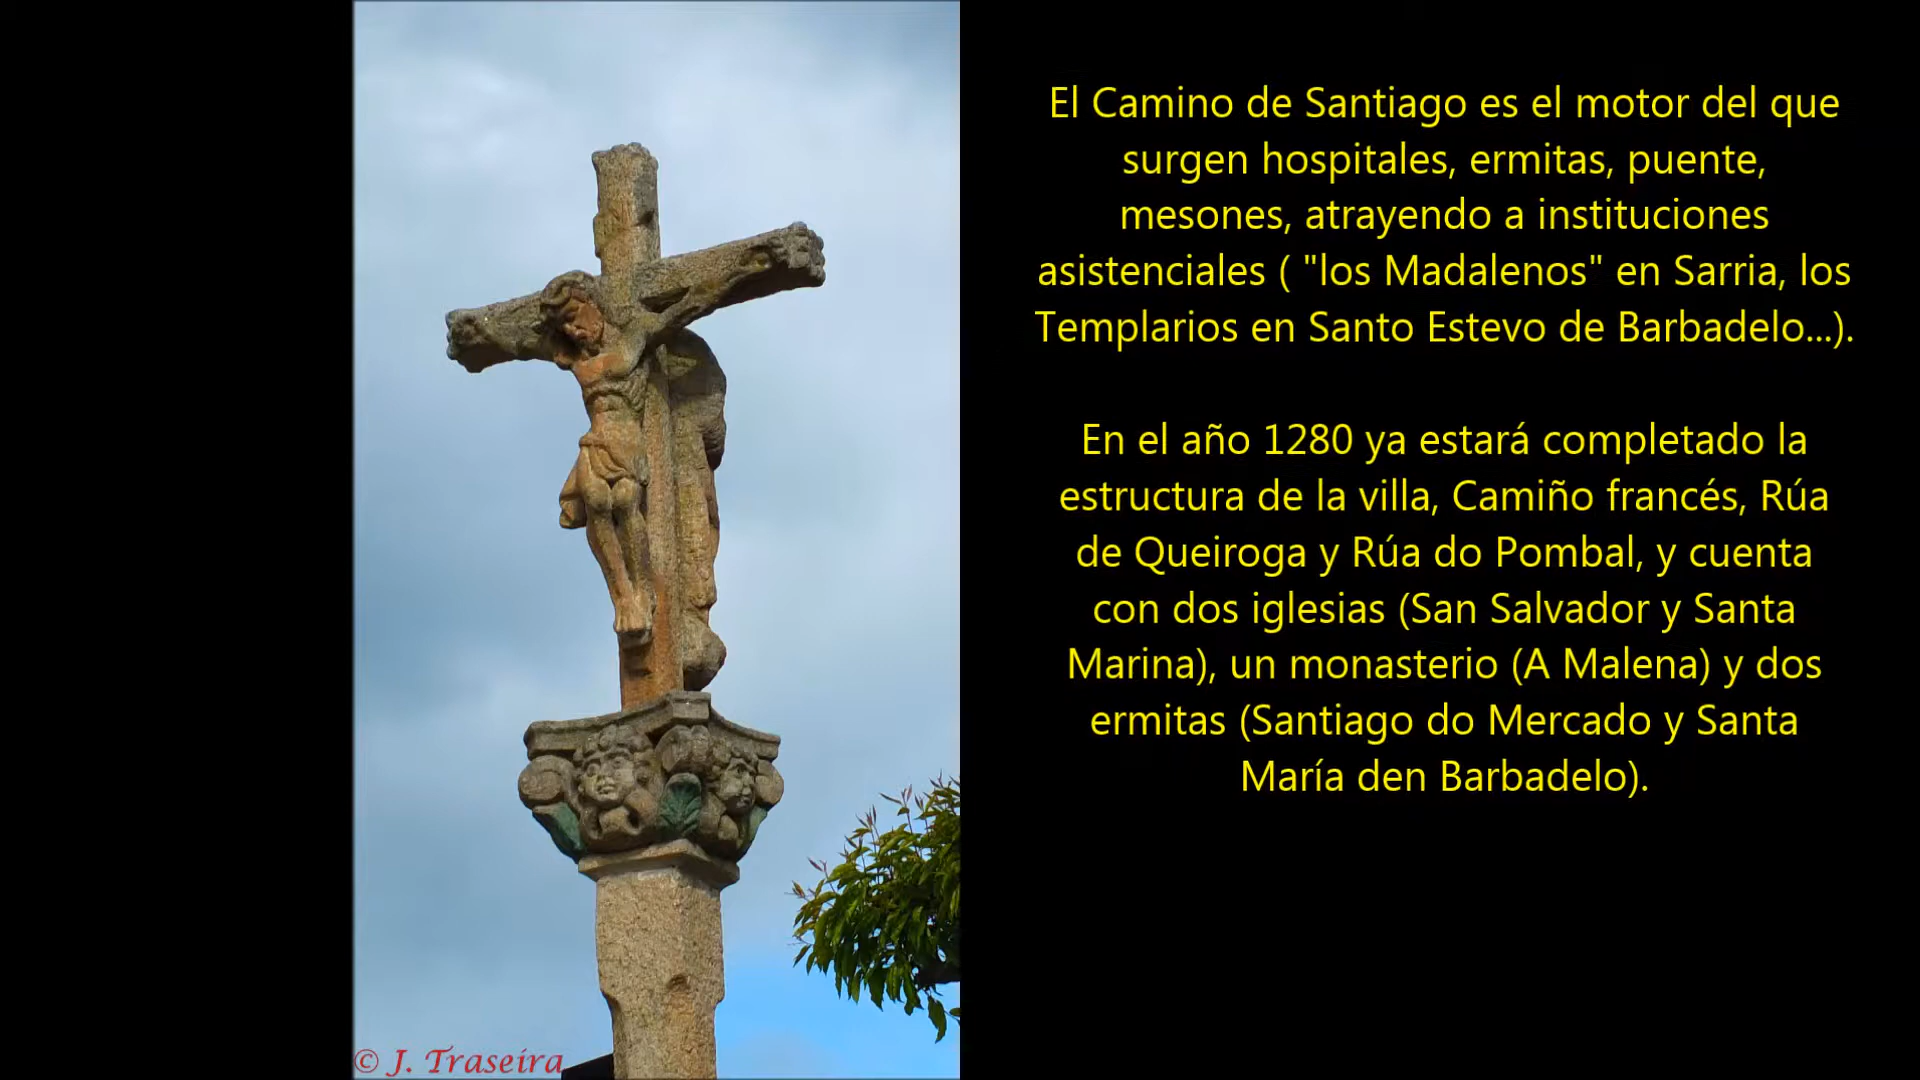 El Camino de Santiago es el motor del que
surgen hospitales, ermitas, puente,
mesones, atrayendo a instituciones
asistenciales ( "los Madalenos" en Sarria, los
Templarios en Santo Estevo de Barbadelo...).
En el año 1280 ya estará completado la
estructura de la villa, Camiño francés, Rúa
de Queiroga y Rúa do Pombal, y cuenta
con dos iglesias (San Salvador y Santa
Marina), un monasterio (A Malena) y dos
ermitas (Santiago do Mercado y Santa
María den Barbadelo).
© J. Traseira